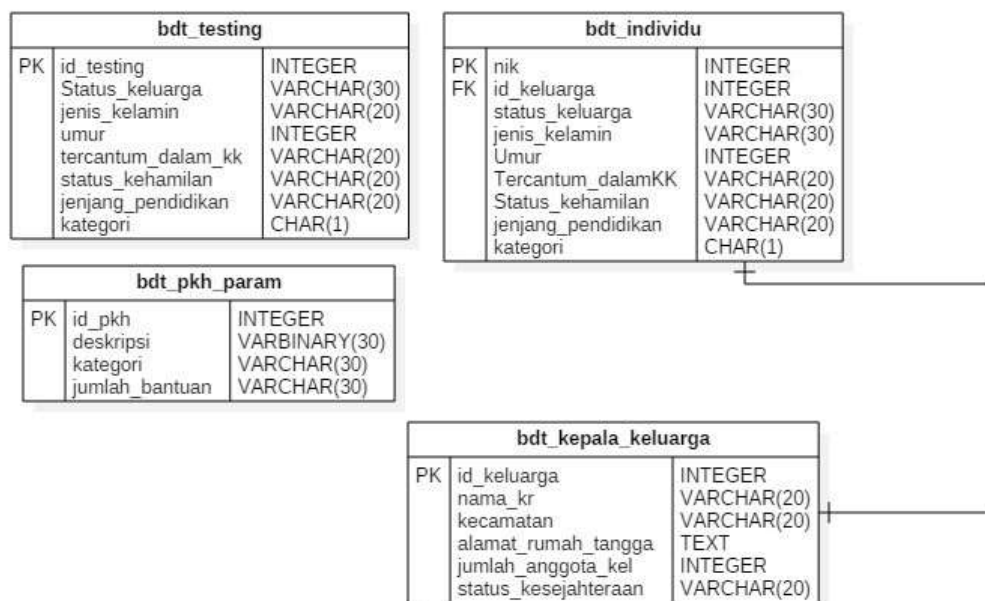 bdt_testing
PK id_testing INTEGER
Status_keluarga VARCHAR(30)
jenis_kelamin VARCHAR(20)
umur INTEGER
tercantum_dalam_kk VARCHAR(20)
status_kehamilan VARCHAR(20)
jenjang_pendidikan VARCHAR(20)
kategori CHAR(1)
bdt_individu
PK nik INTEGER
FK id_keluarga INTEGER
status_keluarga VARCHAR(30)
jenis_kelamin VARCHAR(30)
Umur INTEGER
Tercantum_dalamKK VARCHAR(20)
Status_kehamilan VARCHAR(20)
jenjang_pendidikan VARCHAR(20)
kategori CHAR(1)
bdt_pkh_param
PK id_pkh INTEGER
deskripsi VARBINARY(30)
kategori VARCHAR(30)
jumlah_bantuan VARCHAR(30)
bdt_kepala_keluarga
PK id_keluarga INTEGER
nama_kr VARCHAR(20)
kecamatan VARCHAR(20)
alamat_rumah_tangga TEXT
jumlah_anggota_kel INTEGER
status_kesejahteraan VARCHAR(20)